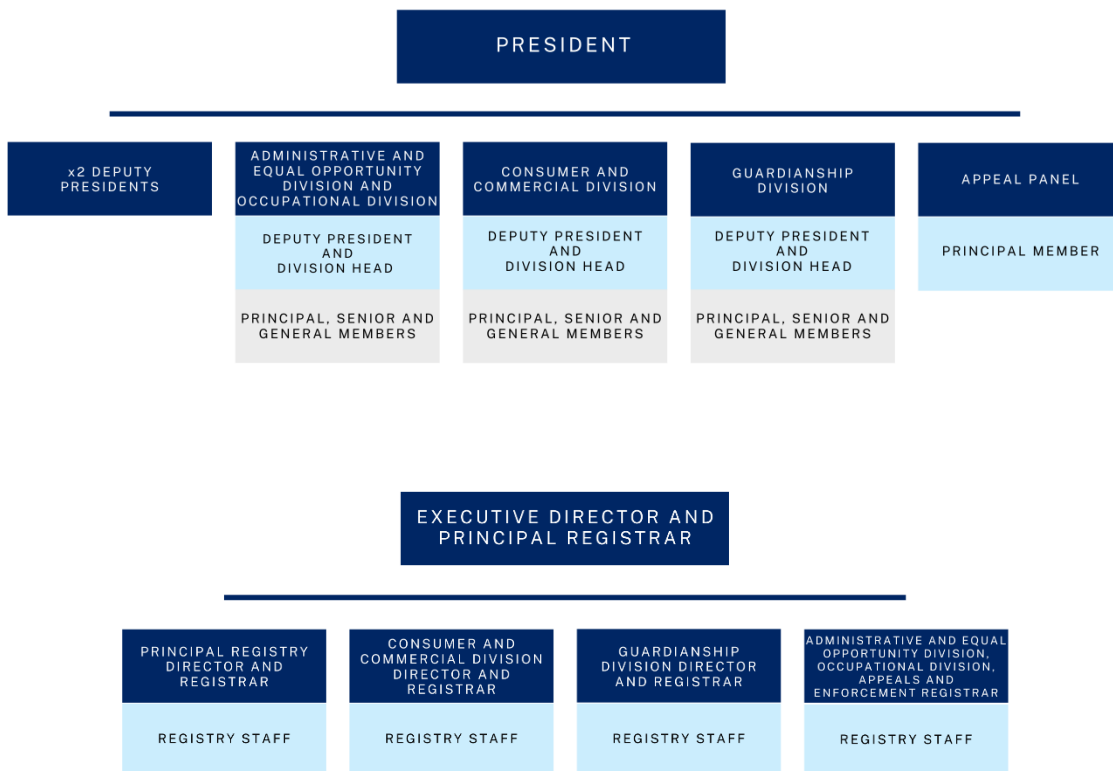 PRESIDENT
x2 DEPUTY
PRESIDENTS
ADMINISTRATIVE AND
EQUAL OPPORTUNITY
DIVISION AND
OCCUPATIONAL DIVISION
DEPUTY PRESIDENT
AND
DIVISION HEAD
PRINCIPAL, SENIOR AND
GENERAL MEMBERS
CONSUMER AND
COMMERCIAL DIVISION
DEPUTY PRESIDENT
AND
DIVISION HEAD
PRINCIPAL, SENIOR AND
GENERAL MEMBERS
GUARDIANSHIP
DIVISION
DEPUTY PRESIDENT
AND
DIVISION HEAD
PRINCIPAL, SENIOR AND
GENERAL MEMBERS
APPEAL PANEL
PRINCIPAL MEMBER
EXECUTIVE DIRECTOR AND
PRINCIPAL REGISTRAR
PRINCIPAL REGISTRY
DIRECTOR AND
REGISTRAR
REGISTRY STAFF
CONSUMER AND
COMMERCIAL DIVISION
DIRECTOR AND
REGISTRAR
REGISTRY STAFF
GUARDIANSHIP
DIVISION DIRECTOR
AND REGISTRAR
REGISTRY STAFF
ADMINISTRATIVE AND EQUAL
OPPORTUNITY DIVISION,
OCCUPATIONAL DIVISION,
APPEALS AND
ENFORCEMENT REGISTRAR
REGISTRY STAFF